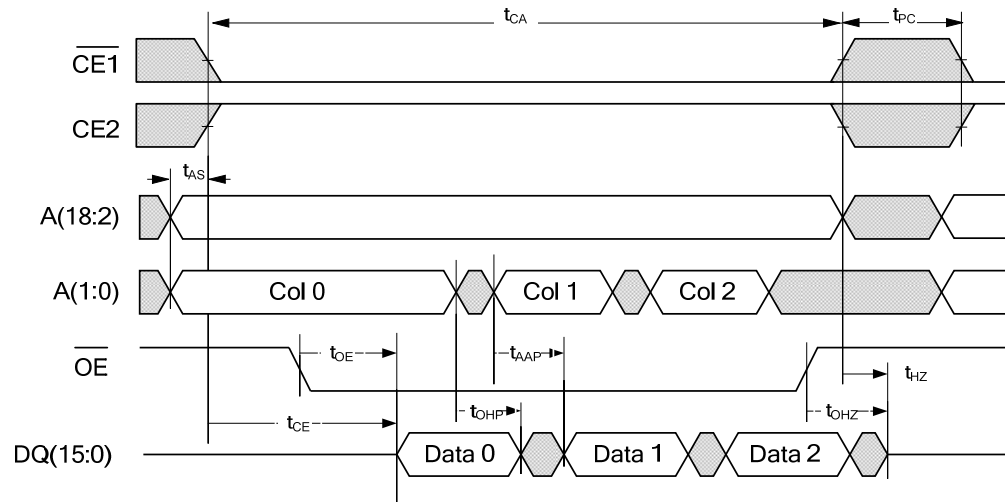 tCA
tPC
CE1
CE2
tAS
A(18:2)
A(1:0)
Col 0
Col 1
Col 2
OE
tOE
tAAP
tHZ
tCE
tOHP
tOHZ
DQ(15:0)
Data 0
Data 1
Data 2